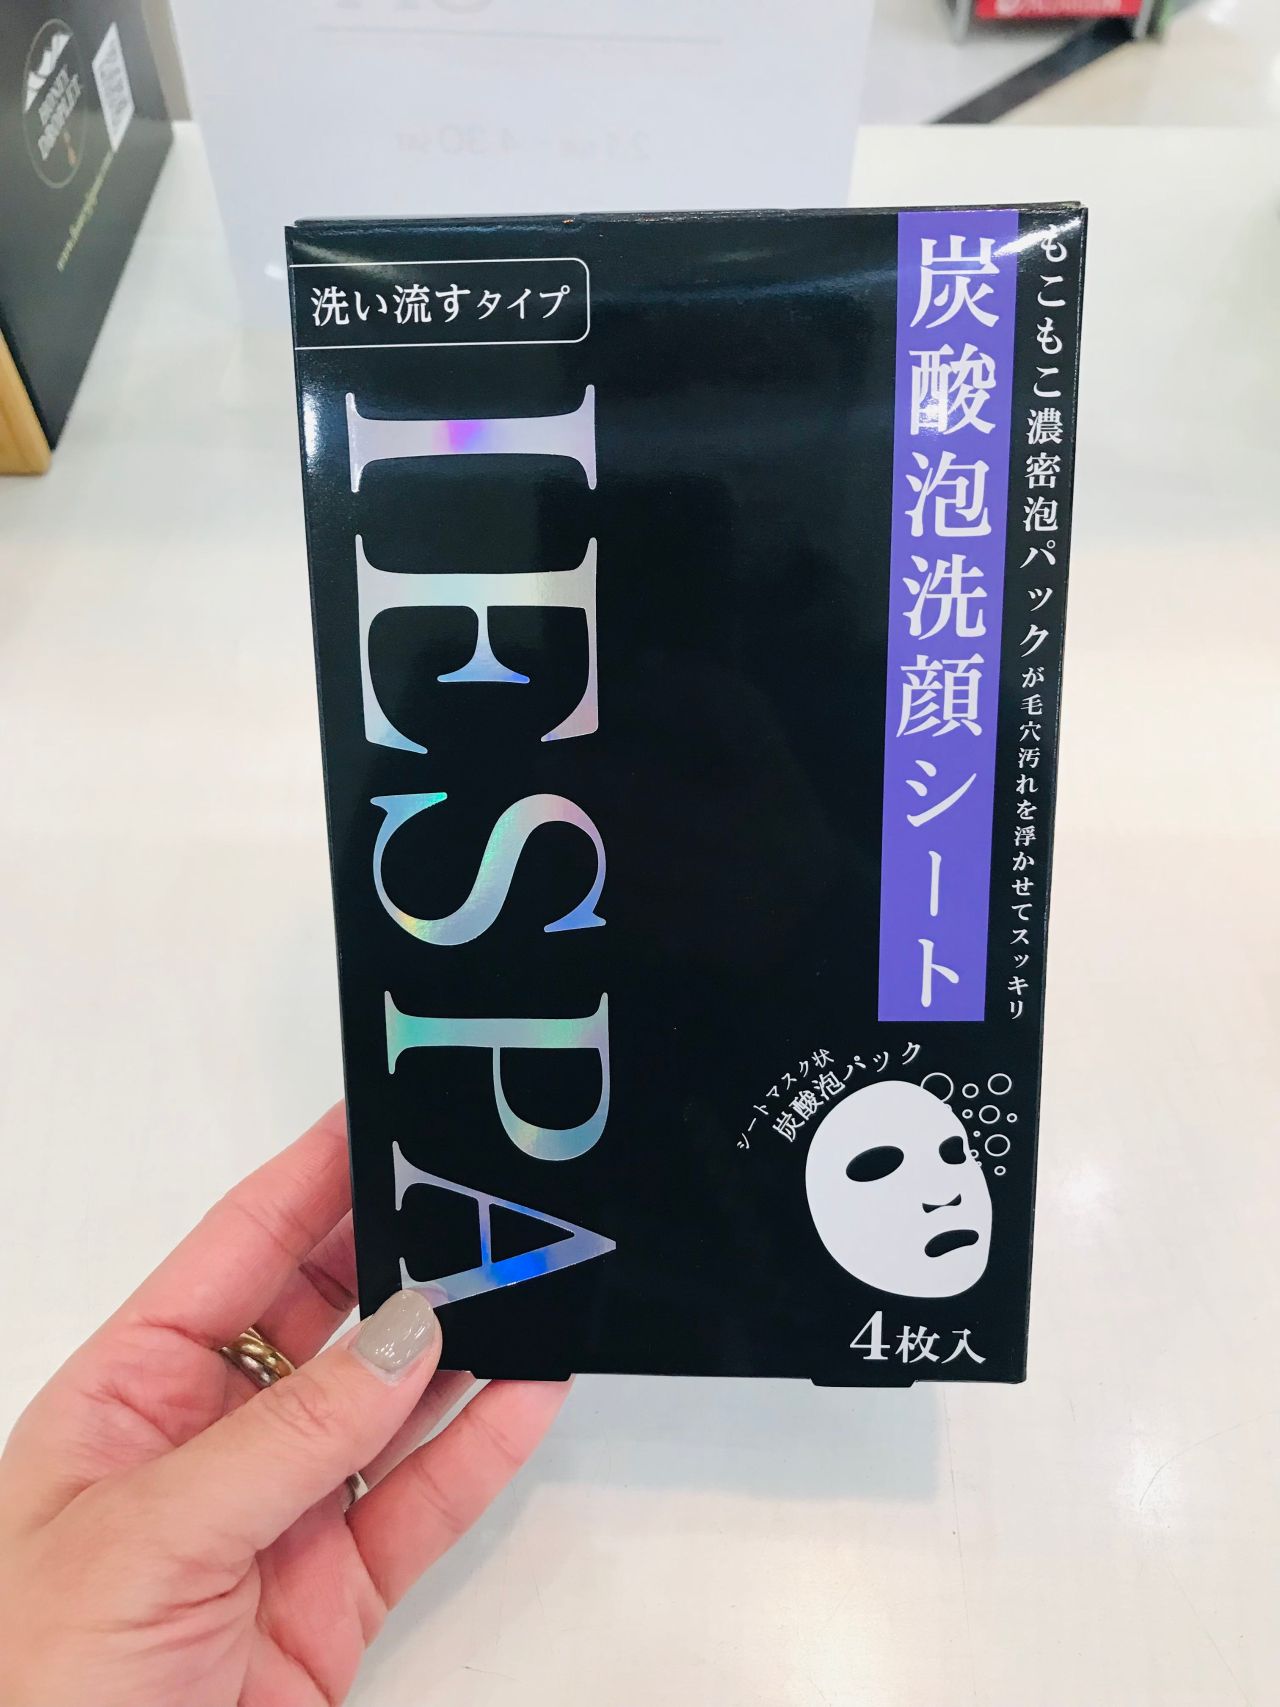 もこもこ濃密泡パックが毛穴汚れを浮かせてスッキリ
炭酸泡洗顔シート
洗い流すタイプ
IESPA
シートマスク状
炭酸泡パック
4枚入
HONEY
DROPLET